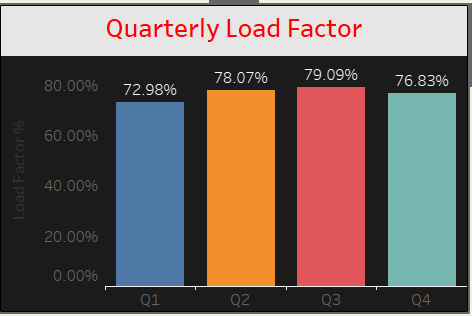 Quarterly Load Factor
Load Factor %
80.00%
60.00%
40.00%
20.00%
0.00%
72.98%
78.07%
79.09%
76.83%
Q1
Q2
Q3
Q4